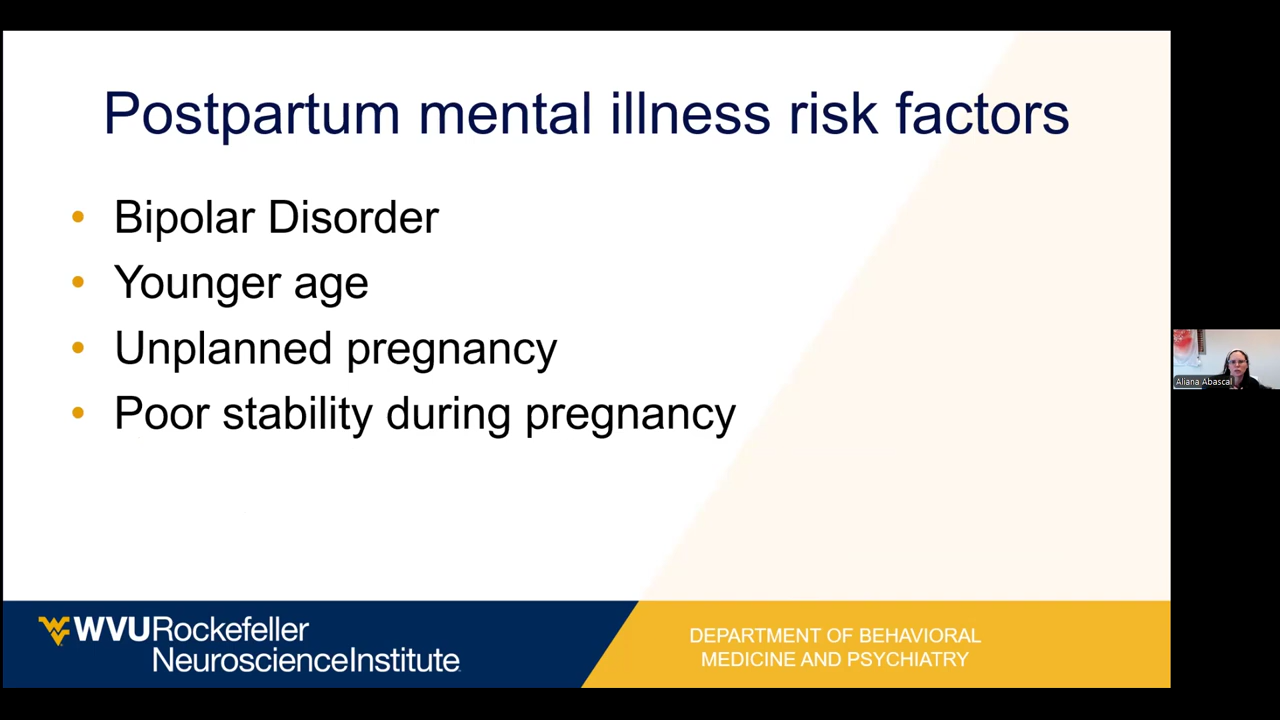 Postpartum mental illness risk factors
• Bipolar Disorder
• Younger age
• Unplanned pregnancy
• Poor stability during pregnancy
Aliana Abascal
WVURockefeller
NeuroscienceInstitute
DEPARTMENT OF BEHAVIORAL
MEDICINE AND PSYCHIATRY